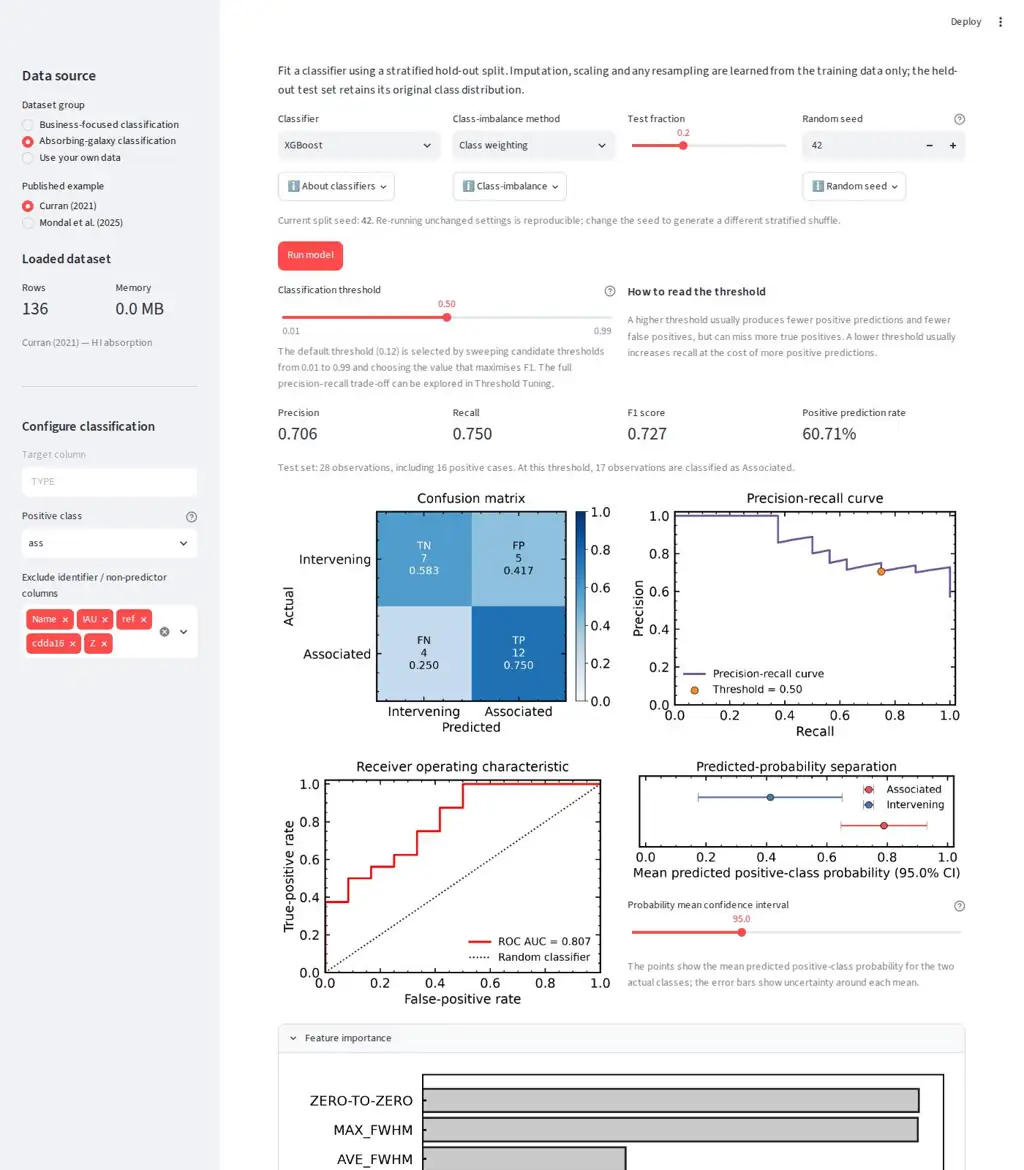 Deploy
Data source
Dataset group
Business-focused classification
Absorbing-galaxy classification
Use your own data
Published example
Curran (2021)
Mondal et al. (2025)
Loaded dataset
Rows
Memory
136
0.0 MB
Curran (2021) — H I absorption
Configure classification
Target column
TYPE
Positive class
ass
Exclude identifier / non-predictor
columns
Name ×
IAU ×
ref ×
cdda16 ×
Z ×
Fit a classifier using a stratified hold-out split. Imputation, scaling and any resampling are learned from the training data only; the held-
out test set retains its original class distribution.
Classifier
Class-imbalance method
Test fraction
Random seed
XGBoost
Class weighting
0.2
42
About classifiers
Class-imbalance
Random seed
Current split seed: 42. Re-running unchanged settings is reproducible; change the seed to generate a different stratified shuffle.
Run model
Classification threshold
0.50
0.01
0.99
The default threshold (0.12) is selected by sweeping candidate thresholds
from 0.01 to 0.99 and choosing the value that maximises F1. The full
precision–recall trade-off can be explored in Threshold Tuning.
How to read the threshold
A higher threshold usually produces fewer positive predictions and fewer
false positives, but can miss more true positives. A lower threshold usually
increases recall at the cost of more positive predictions.
Precision
Recall
F1 score
Positive prediction rate
0.706
0.750
0.727
60.71%
Test set: 28 observations, including 16 positive cases. At this threshold, 17 observations are classified as Associated.
Confusion matrix
Actual
Intervening
Associated
TN
7
0.583
FP
5
0.417
FN
4
0.250
TP
12
0.750
Intervening
Associated
Predicted
1.0
0.8
0.6
0.4
0.2
0.0
Precision-recall curve
Precision
1.0
0.8
0.6
0.4
0.2
0.0
Precision-recall curve
Threshold = 0.50
0.0
0.2
0.4
0.6
0.8
1.0
Recall
Receiver operating characteristic
True-positive rate
1.0
0.8
0.6
0.4
0.2
0.0
ROC AUC = 0.807
Random classifier
0.0
0.2
0.4
0.6
0.8
1.0
False-positive rate
Predicted-probability separation
Associated
Intervening
0.0
0.2
0.4
0.6
0.8
1.0
Mean predicted positive-class probability (95.0% CI)
Probability mean confidence interval
95.0
The points show the mean predicted positive-class probability for the two
actual classes; the error bars show uncertainty around each mean.
Feature importance
ZERO-TO-ZERO
MAX_FWHM
AVE_FWHM